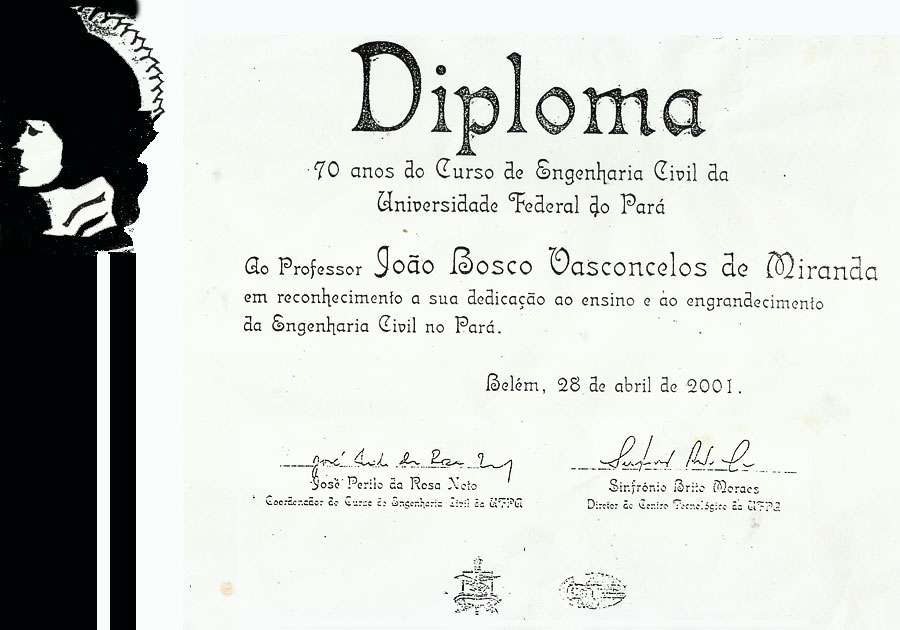 Diploma
70 anos do Curso de Engenharia Civil da
Universidade Federal do Pará
Ao Professor João Bosco Vasconcelos de Miranda
em reconhecimento a sua dedicação ao ensino e ao engrandecimento
da Engenharia Civil no Pará.
Belém, 28 de abril de 2001.
José Perilo da Rosa Neto
Coordenador do Curso de Engenharia Civil da UFPA
Sinfrônio Brito Moraes
Diretor do Centro Tecnológico da UFPA